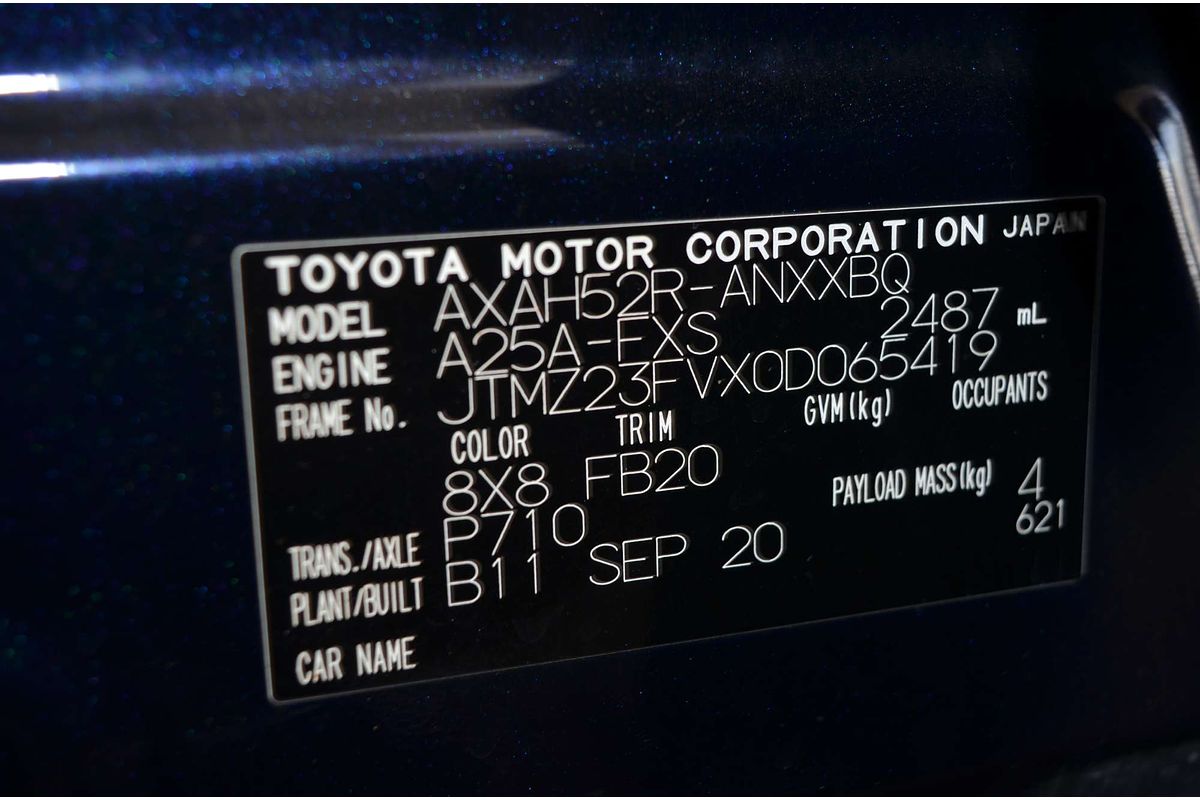 TOYOTA MOTOR CORPORATION JAPAN
MODEL AXAH52R-ANXXBQ
ENGINE A25A-FXS 2487 mL
FRAME No. JTMZ23FVX0D065419
COLOR TRIM GVM(kg) OCCUPANTS
8X8 FB20 PAYLOAD MASS(kg) 4
TRANS./AXLE P710 621
PLANT/BUILT B11 SEP 20
CAR NAME